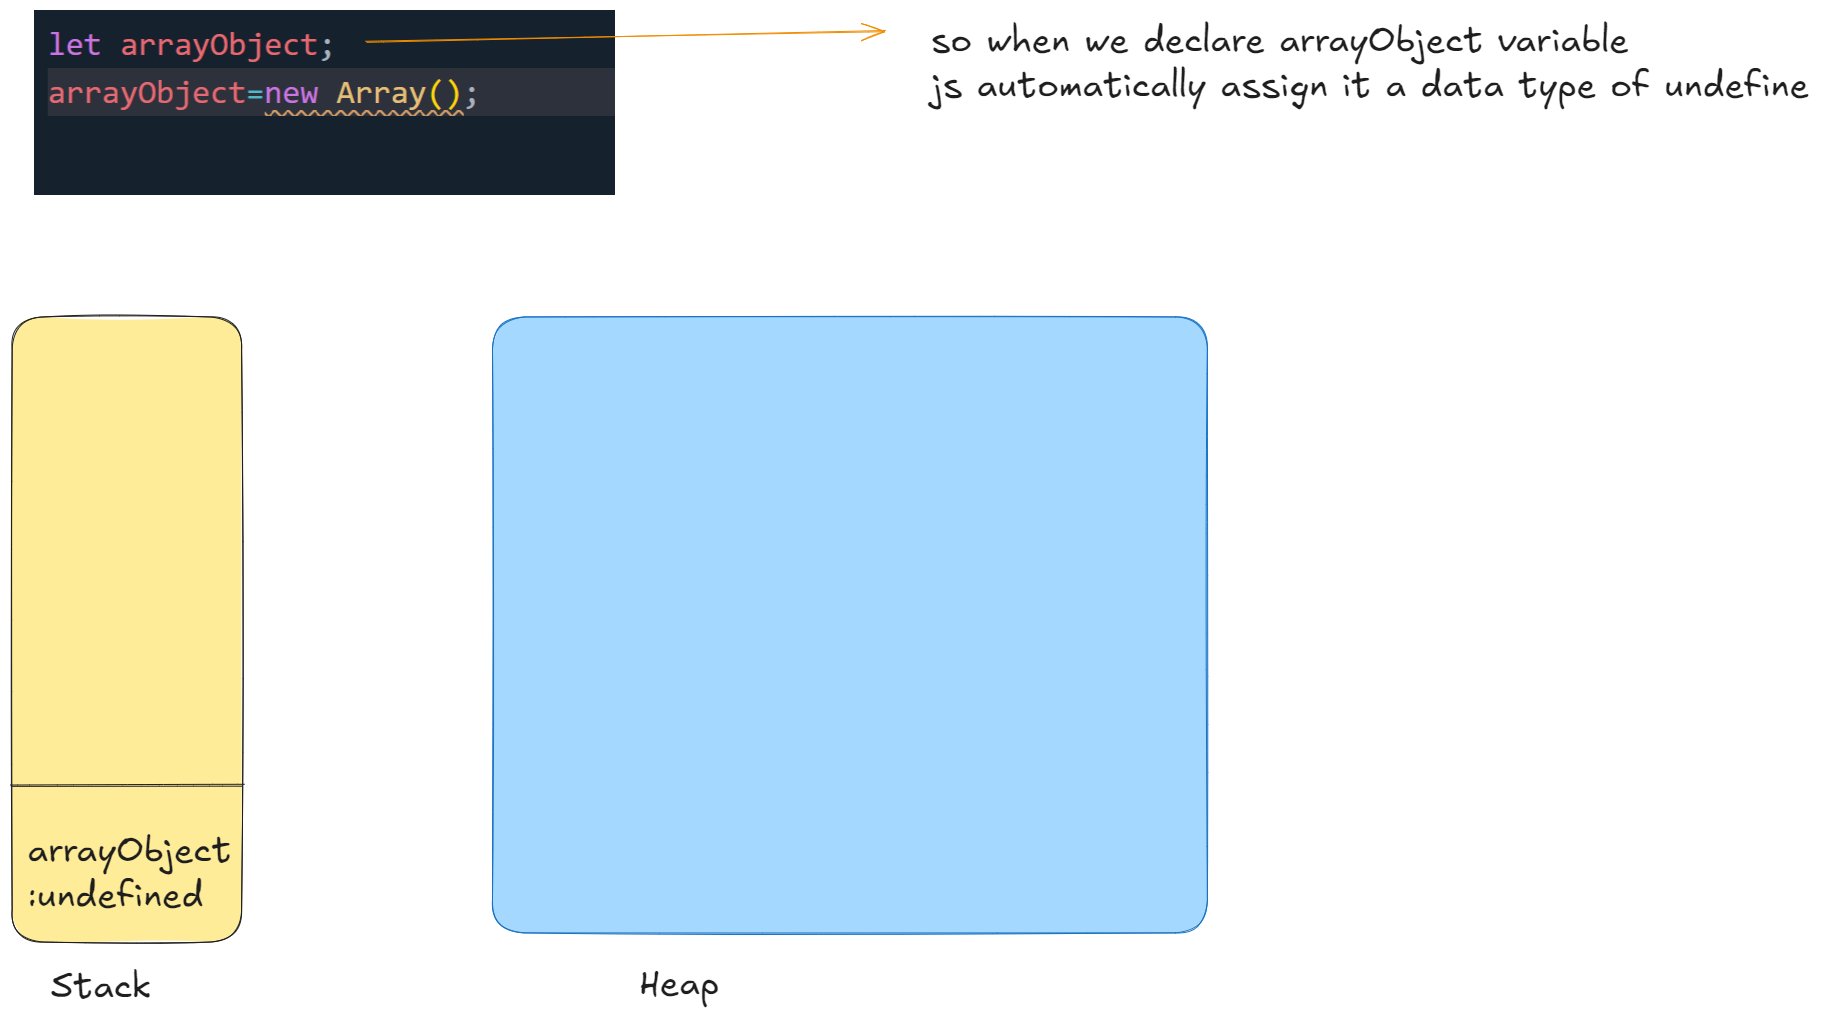 let arrayObject;
arrayObject=new Array();
so when we declare arrayObject variable
js automatically assign it a data type of undefine
arrayObject
:undefined
Stack
Heap